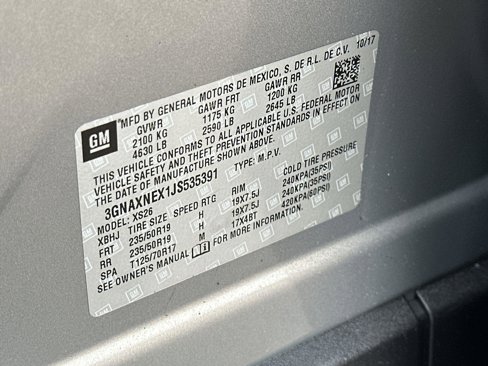 GM
*MFD BY GENERAL MOTORS DE MEXICO, S. DE R.L. DE C.V. 10/17
GVWR GAWR FRT GAWR RR
2100 KG 1175 KG 1200 KG
4630 LB 2590 LB 2645 LB
THIS VEHICLE CONFORMS TO ALL APPLICABLE U.S. FEDERAL MOTOR
VEHICLE SAFETY AND THEFT PREVENTION STANDARDS IN EFFECT ON
THE DATE OF MANUFACTURE SHOWN ABOVE.
3GNAXNEX1JS535391 TYPE: M.P.V.
MODEL: XS26
XBHJ TIRE SIZE SPEED RTG RIM COLD TIRE PRESSURE
FRT 235/50R19 H 19X7.5J 240KPA(35PSI)
RR 235/50R19 H 19X7.5J 240KPA(35PSI)
SPA T125/70R17 M 17X4BT 420KPA(60PSI)
SEE OWNER'S MANUAL FOR MORE INFORMATION.